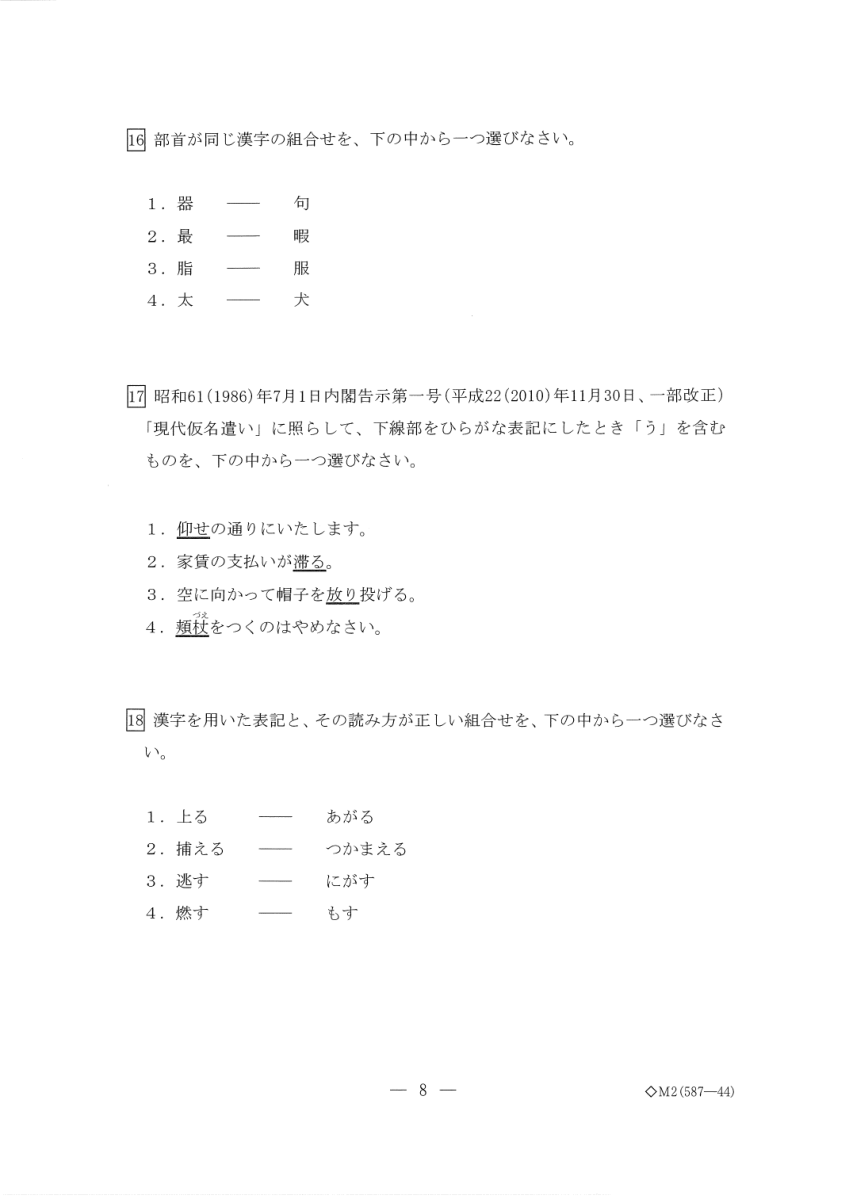 16 部首が同じ漢字の組合せを、下の中から一つ選びなさい。
1．器 ―― 句
2．最 ―― 暇
3．脂 ―― 服
4．太 ―― 犬
17 昭和61(1986)年7月1日内閣告示第一号(平成22(2010)年11月30日、一部改正)
「現代仮名遣い」に照らして、下線部をひらがな表記にしたとき「う」を含む
ものを、下の中から一つ選びなさい。
1．仰せの通りにいたします。
2．家賃の支払いが滞る。
3．空に向かって帽子を放り投げる。
づえ
4．頬杖をつくのはやめなさい。
18 漢字を用いた表記と、その読み方が正しい組合せを、下の中から一つ選びなさ
い。
1．上る ―― あがる
2．捕える ―― つかまえる
3．逃す ―― にがす
4．燃す ―― もす
― 8 ―
◇M2(587―44)